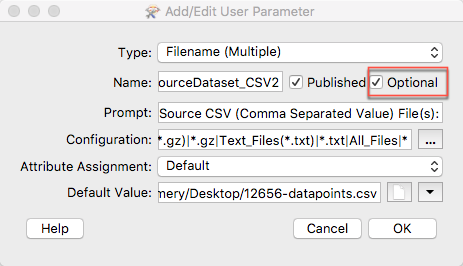 Add/Edit User Parameter
Type: Filename (Multiple)
Name: ourceDataset_CSV2 Published Optional
Prompt: Source CSV (Comma Separated Value) File(s):
Configuration: *.gz)|*.gz|Text_Files(*.txt)|*.txt|All_Files|* ...
Attribute Assignment: Default
Default Value: nery/Desktop/12656-datapoints.csv
Help Cancel OK